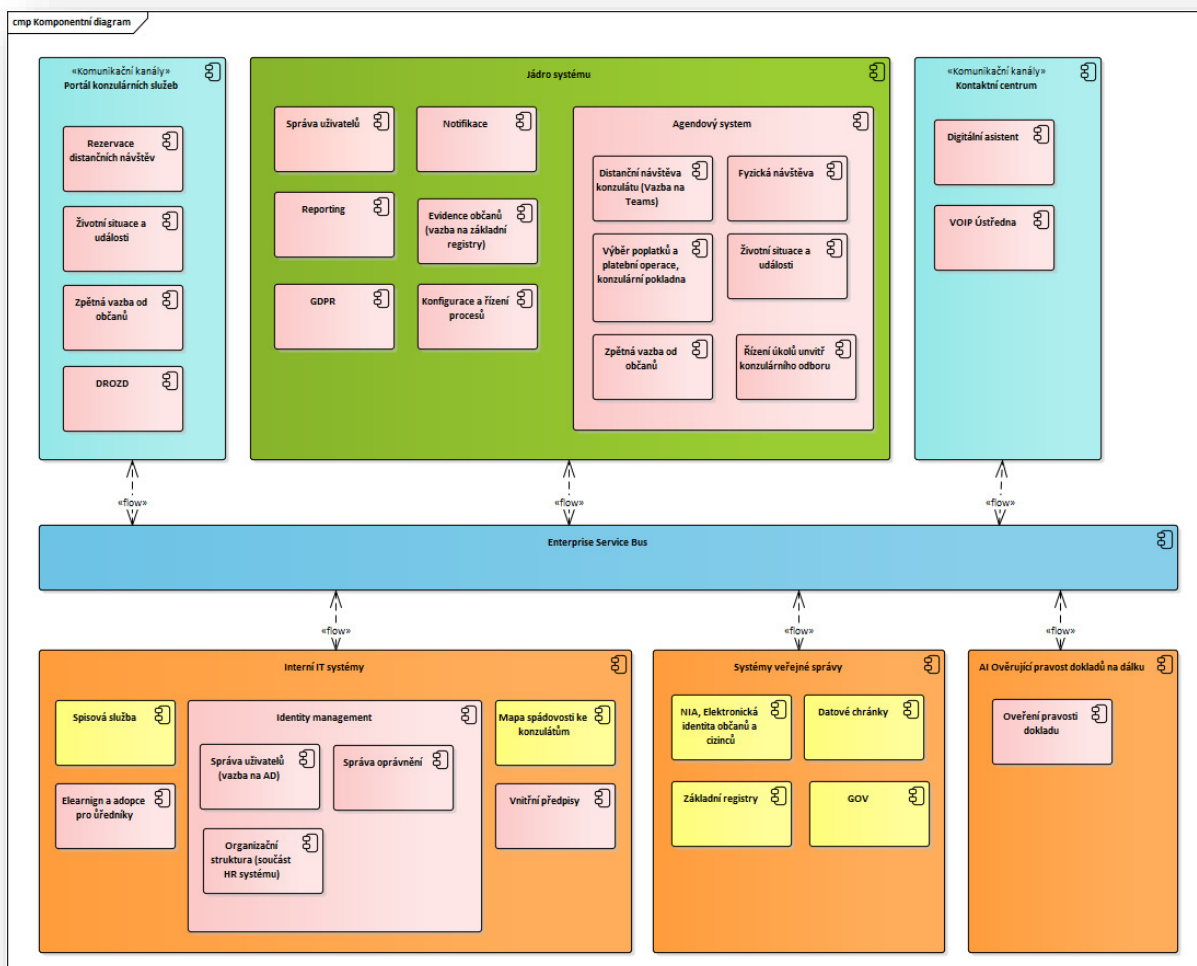 cmp Komponentní diagram
«Komunikační kanály»
Portál konzulárních služeb
Rezervace
distančních návštěv
Životní situace a
události
Zpětná vazba od
občanů
DROZD
Jádro systému
Správa uživatelů
Notifikace
Reporting
Evidence občanů
(vazba na základní
registry)
GDPR
Konfigurace a řízení
procesů
Agendový system
Distanční návštěva
konzulátu (Vazba na
Teams)
Fyzická návštěva
Výběr poplatků a
platební operace,
konzulární pokladna
Životní situace a
události
Zpětná vazba od
občanů
Řízení úkolů unvitř
konzulárního odboru
«Komunikační kanály»
Kontaktní centrum
Digitální asistent
VOIP Ústředna
«flow»
«flow»
«flow»
Enterprise Service Bus
«flow»
«flow»
«flow»
Interní IT systémy
Spisová služba
Elearnign a adopce
pro úředníky
Identity management
Správa uživatelů
(vazba na AD)
Správa oprávnění
Organizační
struktura (součást
HR systému)
Mapa spádovosti ke
konzulátům
Vnitřní předpisy
Systémy veřejné správy
NIA, Elektronická
identita občanů a
cizinců
Datové chránky
Základní registry
GOV
AI Ověrující pravost dokladů na dálku
Oveření pravosti
dokladu